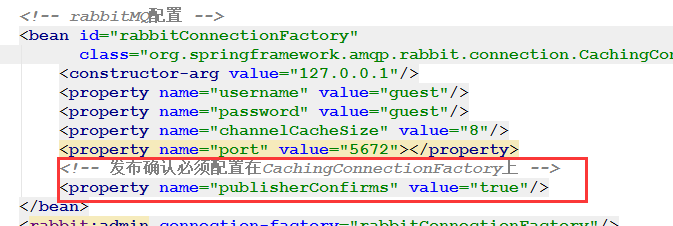 <!-- rabbitMQ配置 -->
<bean id="rabbitConnectionFactory"
class="org.springframework.amqp.rabbit.connection.CachingCo
<constructor-arg value="127.0.0.1"/>
<property name="username" value="guest"/>
<property name="password" value="guest"/>
<property name="channelCacheSize" value="8"/>
<property name="port" value="5672"></property>
<!-- 发布确认必须配置在CachingConnectionFactory上 -->
<property name="publisherConfirms" value="true"/>
</bean>
<rabbit:admin connection-factory="rabbitConnectionFactory"/>